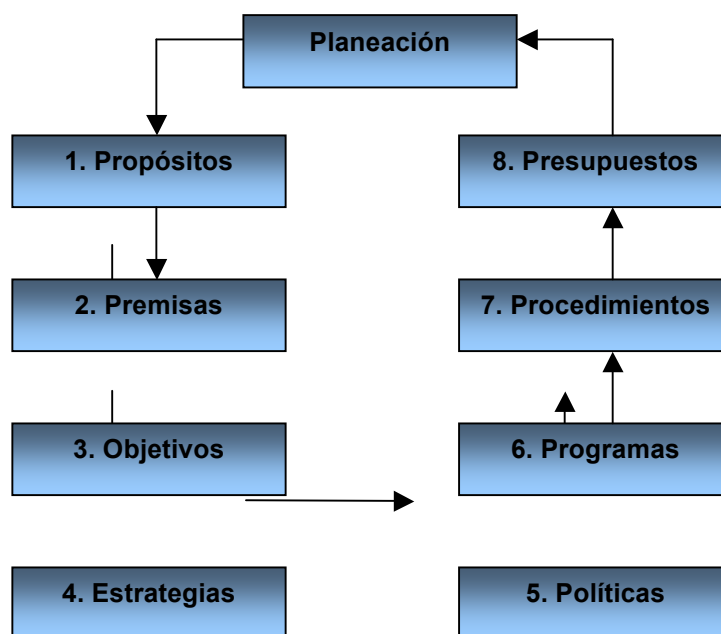 Planeación
1. Propósitos
8. Presupuestos
2. Premisas
7. Procedimientos
3. Objetivos
6. Programas
4. Estrategias
5. Políticas